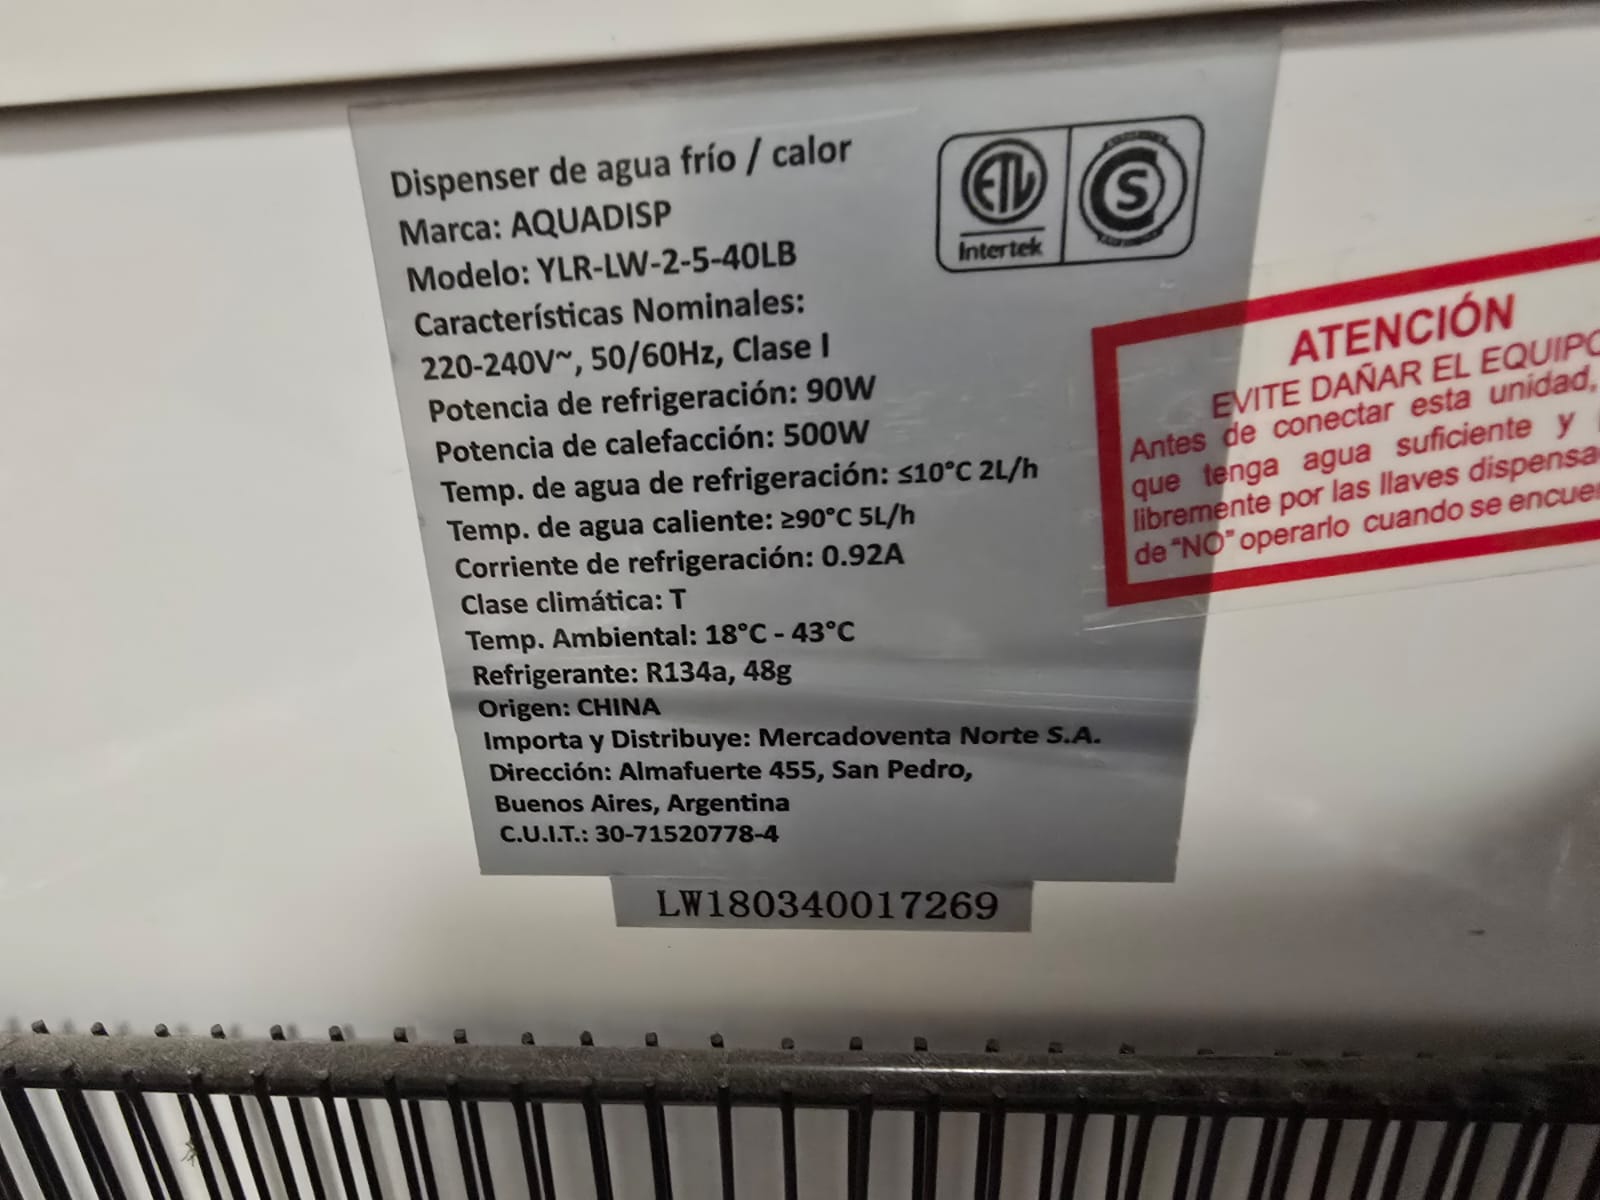 Dispenser de agua frío / calor
Marca: AQUADISP
Modelo: YLR-LW-2-5-40LB
Características Nominales:
220-240V~, 50/60Hz, Clase I
Potencia de refrigeración: 90W
Potencia de calefacción: 500W
Temp. de agua de refrigeración: ≤10°C 2L/h
Temp. de agua caliente: ≥90°C 5L/h
Corriente de refrigeración: 0.92A
Clase climática: T
Temp. Ambiental: 18°C - 43°C
Refrigerante: R134a, 48g
Origen: CHINA
Importa y Distribuye: Mercadoventa Norte S.A.
Dirección: Almafuerte 455, San Pedro,
Buenos Aires, Argentina
C.U.I.T.: 30-71520778-4
LW180340017269
ETL
Intertek
S
ATENCIÓN
EVITE DAÑAR EL EQUIPO
Antes de conectar esta unidad,
que tenga agua suficiente y
libremente por las llaves
de "NO" operarlo cuando se